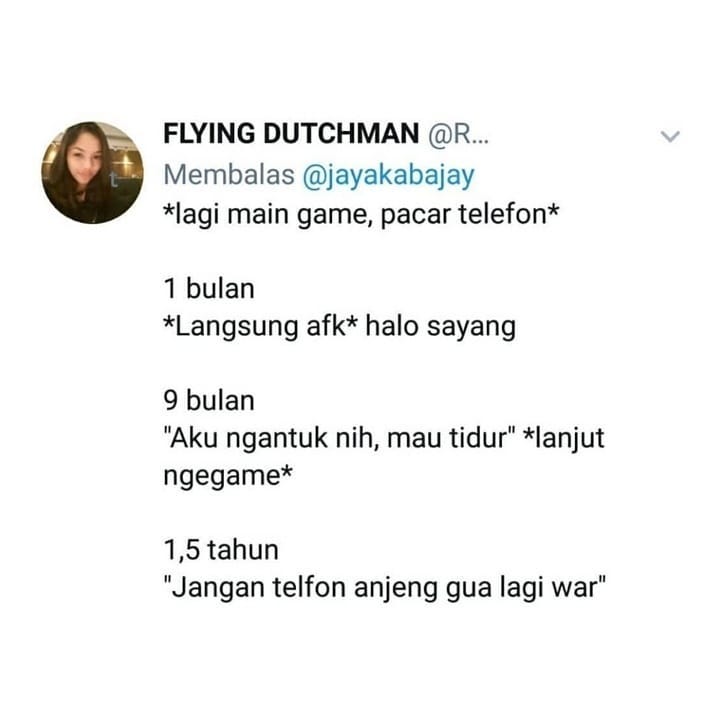 FLYING DUTCHMAN @R...
Membalas @jayakabajay
*lagi main game, pacar telefon*
1 bulan
*Langsung afk* halo sayang
9 bulan
"Aku ngantuk nih, mau tidur" *lanjut
ngegame*
1,5 tahun
"Jangan telfon anjeng gua lagi war"